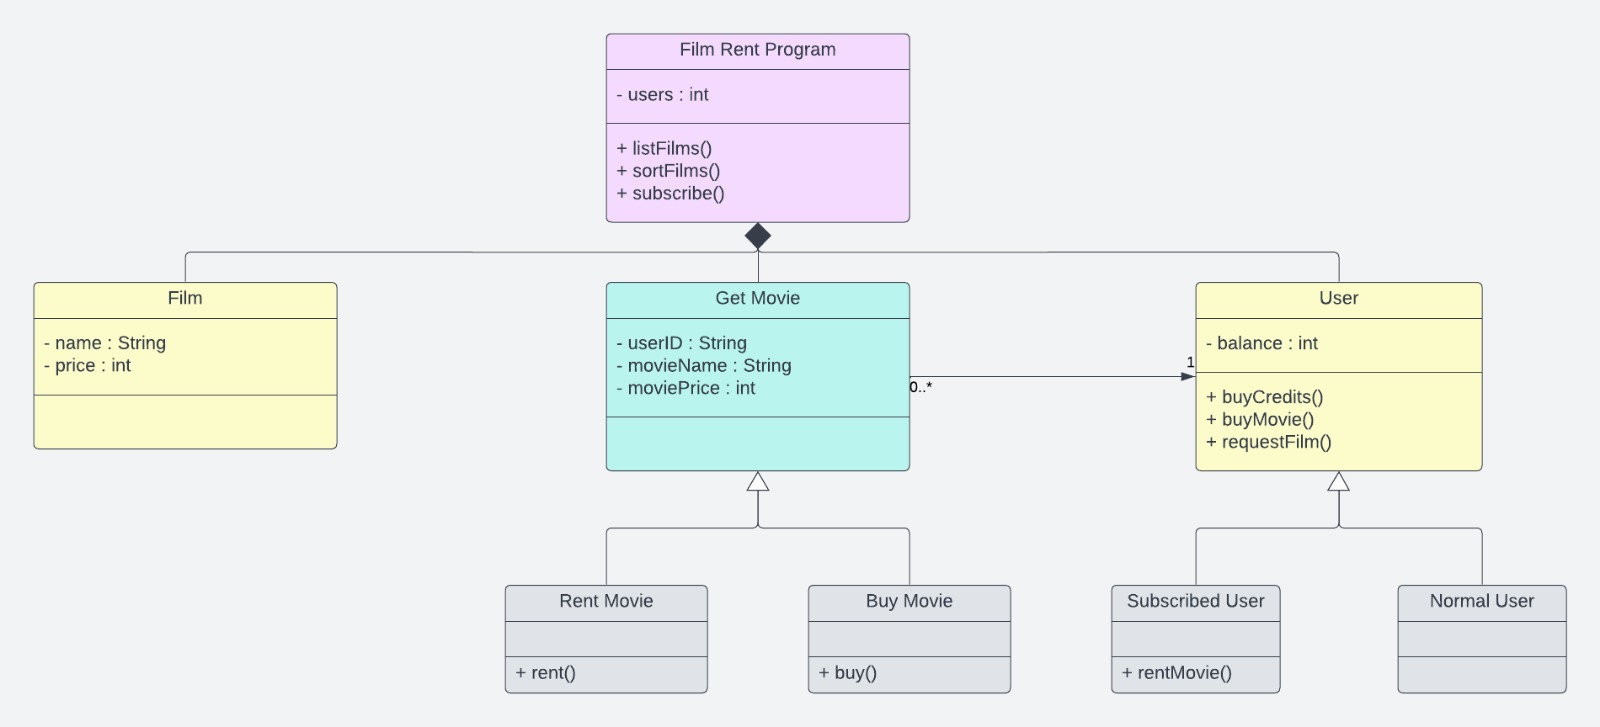 Film Rent Program
- users : int
+ listFilms()
+ sortFilms()
+ subscribe()
Film
- name : String
- price : int
Get Movie
- userID : String
- movieName : String
- moviePrice : int
0..*
1
User
- balance : int
+ buyCredits()
+ buyMovie()
+ requestFilm()
Rent Movie
+ rent()
Buy Movie
+ buy()
Subscribed User
+ rentMovie()
Normal User